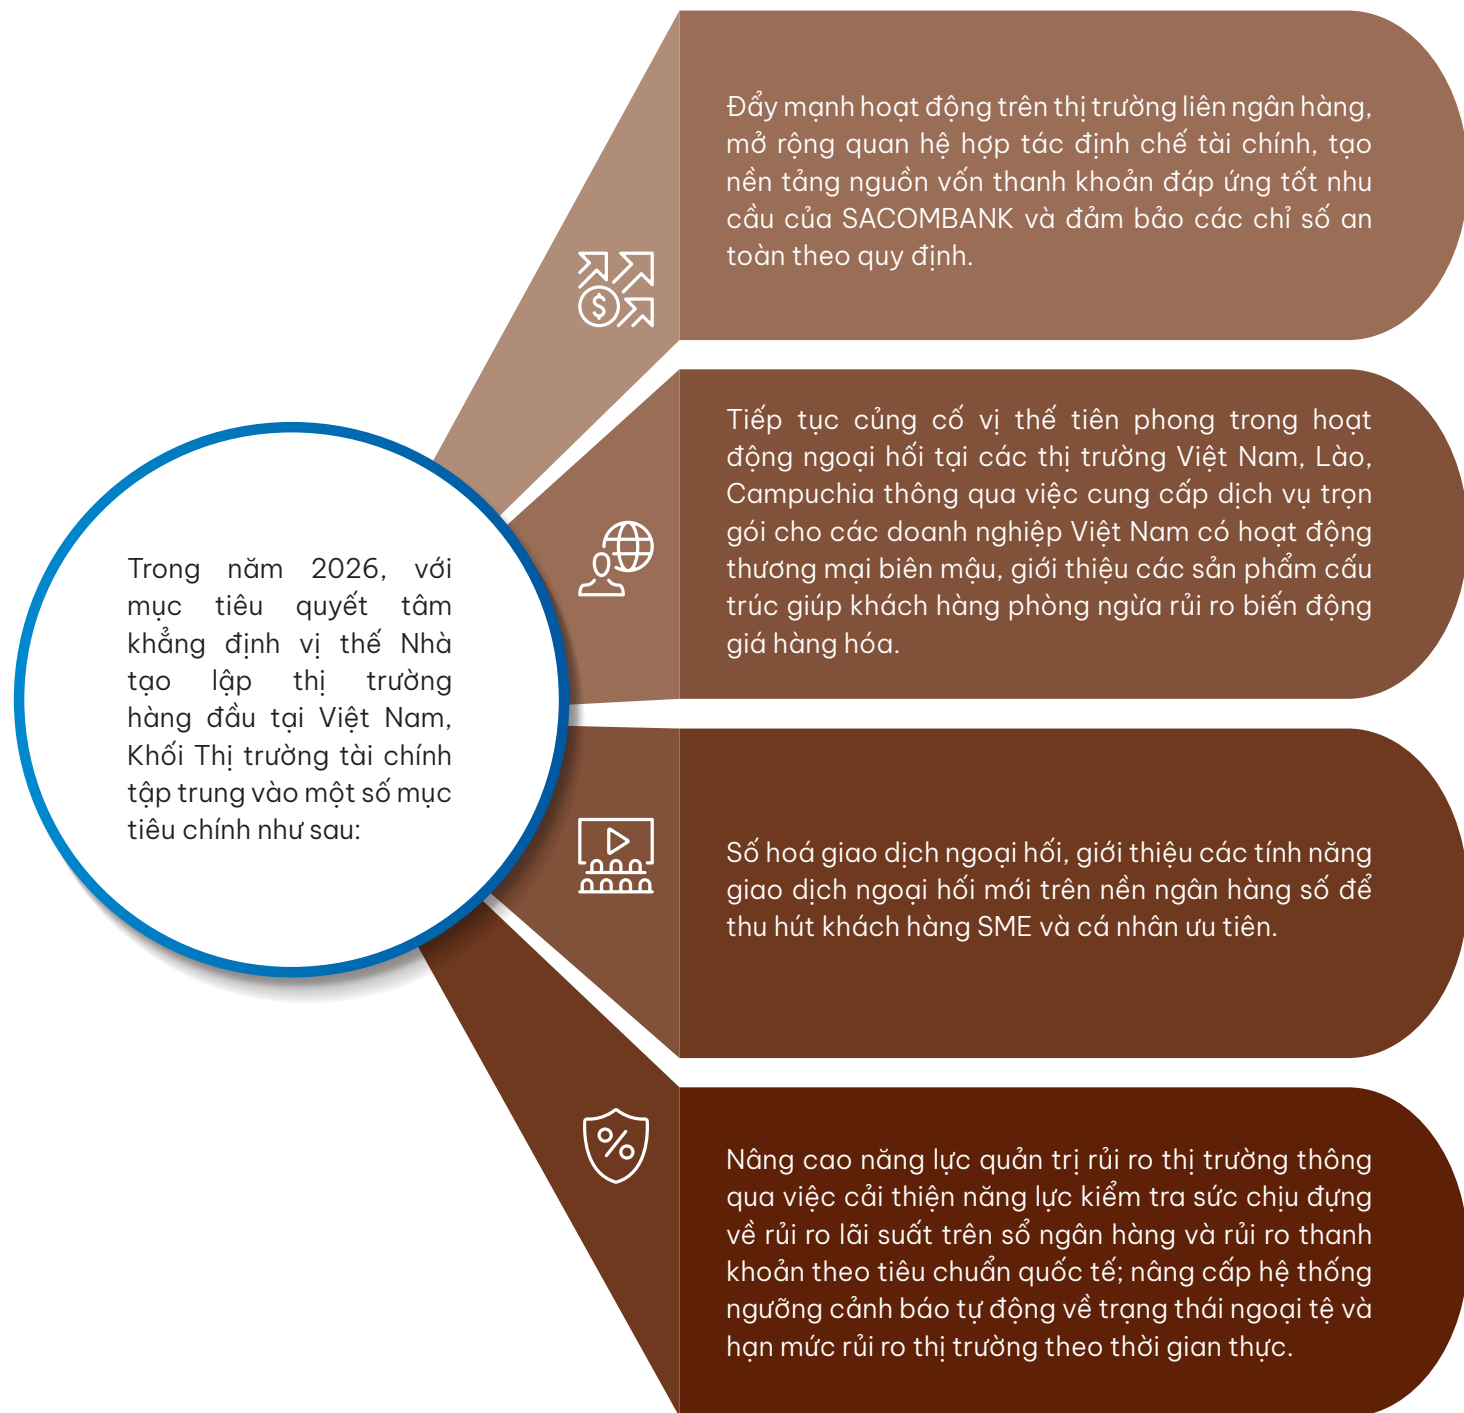 Trong năm 2026, với
mục tiêu quyết tâm
khẳng định vị thế Nhà
tạo lập thị trường
hàng đầu tại Việt Nam,
Khối Thị trường tài chính
tập trung vào một số mục
tiêu chính như sau:
Đẩy mạnh hoạt động trên thị trường liên ngân hàng,
mở rộng quan hệ hợp tác định chế tài chính, tạo
nền tảng nguồn vốn thanh khoản đáp ứng tốt nhu
cầu của SACOMBANK và đảm bảo các chỉ số an
toàn theo quy định.
Tiếp tục củng cố vị thế tiên phong trong hoạt
động ngoại hối tại các thị trường Việt Nam, Lào,
Campuchia thông qua việc cung cấp dịch vụ trọn
gói cho các doanh nghiệp Việt Nam có hoạt động
thương mại biên mậu, giới thiệu các sản phẩm cấu
trúc giúp khách hàng phòng ngừa rủi ro biến động
giá hàng hóa.
Số hoá giao dịch ngoại hối, giới thiệu các tính năng
giao dịch ngoại hối mới trên nền ngân hàng số để
thu hút khách hàng SME và cá nhân ưu tiên.
Nâng cao năng lực quản trị rủi ro thị trường thông
qua việc cải thiện năng lực kiểm tra sức chịu đựng
về rủi ro lãi suất trên sổ ngân hàng và rủi ro thanh
khoản theo tiêu chuẩn quốc tế; nâng cấp hệ thống
ngưỡng cảnh báo tự động về trạng thái ngoại tệ và
hạn mức rủi ro thị trường theo thời gian thực.